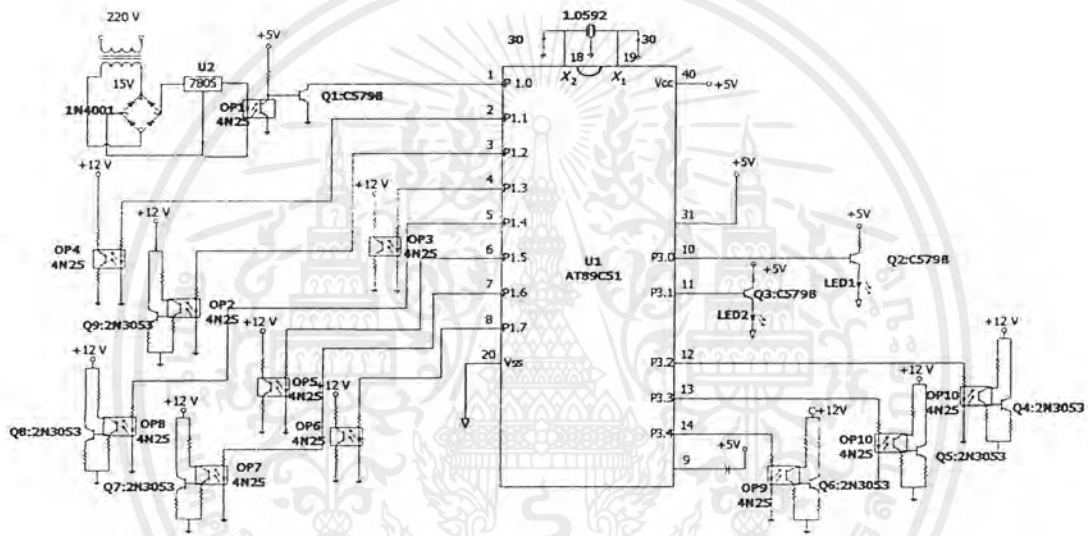 220 V
15V
1N4001
U2
7805
+5V
OP1
4N25
Q1:C579B
1.0592
30
30
18
19
X2
X1
1
P1.0
2
P1.1
3
P1.2
4
P1.3
5
P1.4
6
P1.5
7
P1.6
8
P1.7
20
Vss
U1
AT89C51
Vcc
40
+5V
31
+5V
P3.0
10
P3.1
11
12
P3.2
13
P3.3
14
P3.4
9
+5V
+5V
Q2:C579B
LED1
+5V
Q3:C579B
LED2
+12 V
OP4
4N25
+12 V
OP2
4N25
Q9:2N3053
+12 V
OP3
4N25
+12 V
OP8
4N25
Q8:2N3053
+12 V
OP5
4N25
+12 V
OP6
4N25
+12 V
OP7
4N25
Q7:2N3053
+12 V
OP10
4N25
Q4:2N3053
+12 V
OP10
4N25
Q5:2N3053
+12V
OP9
4N25
Q6:2N3053